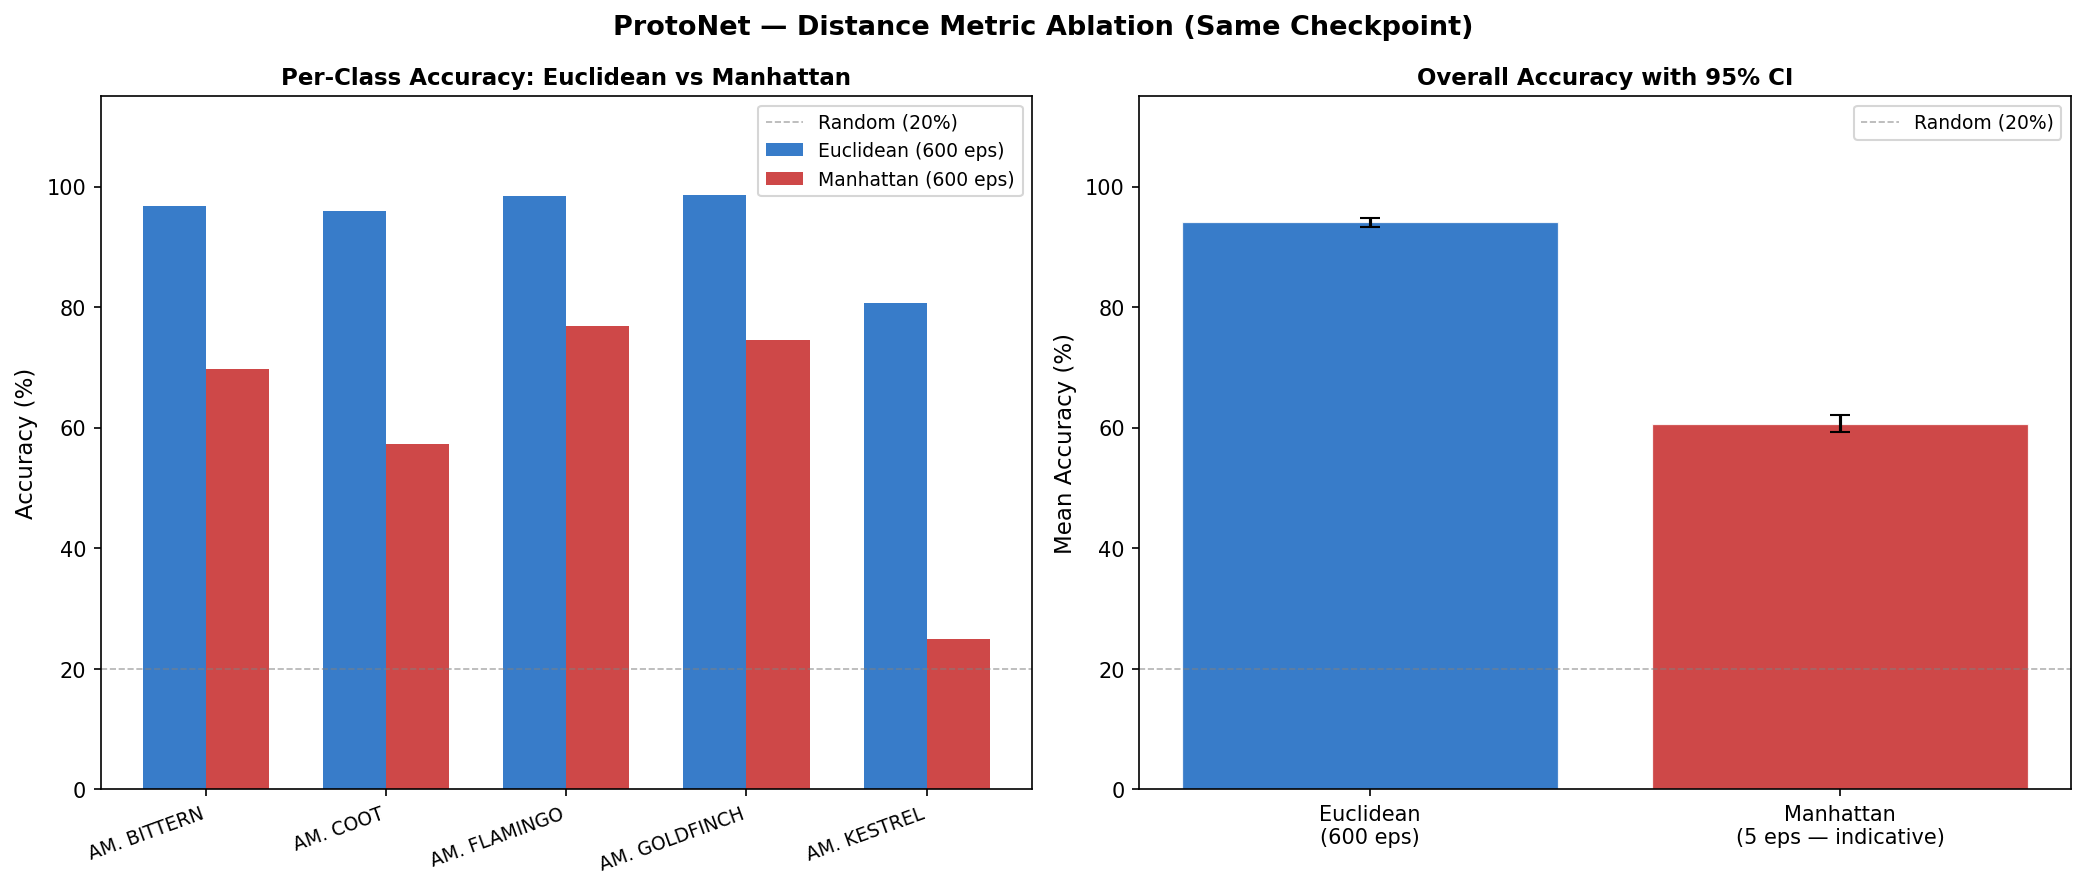 ProtoNet — Distance Metric Ablation (Same Checkpoint)
Per-Class Accuracy: Euclidean vs Manhattan
Random (20%)
Euclidean (600 eps)
Manhattan (600 eps)
Accuracy (%)
100
80
60
40
20
0
AM. BITTERN
AM. COOT
AM. FLAMINGO
AM. GOLDFINCH
AM. KESTREL
Overall Accuracy with 95% CI
Random (20%)
Mean Accuracy (%)
100
80
60
40
20
0
Euclidean
(600 eps)
Manhattan
(5 eps — indicative)